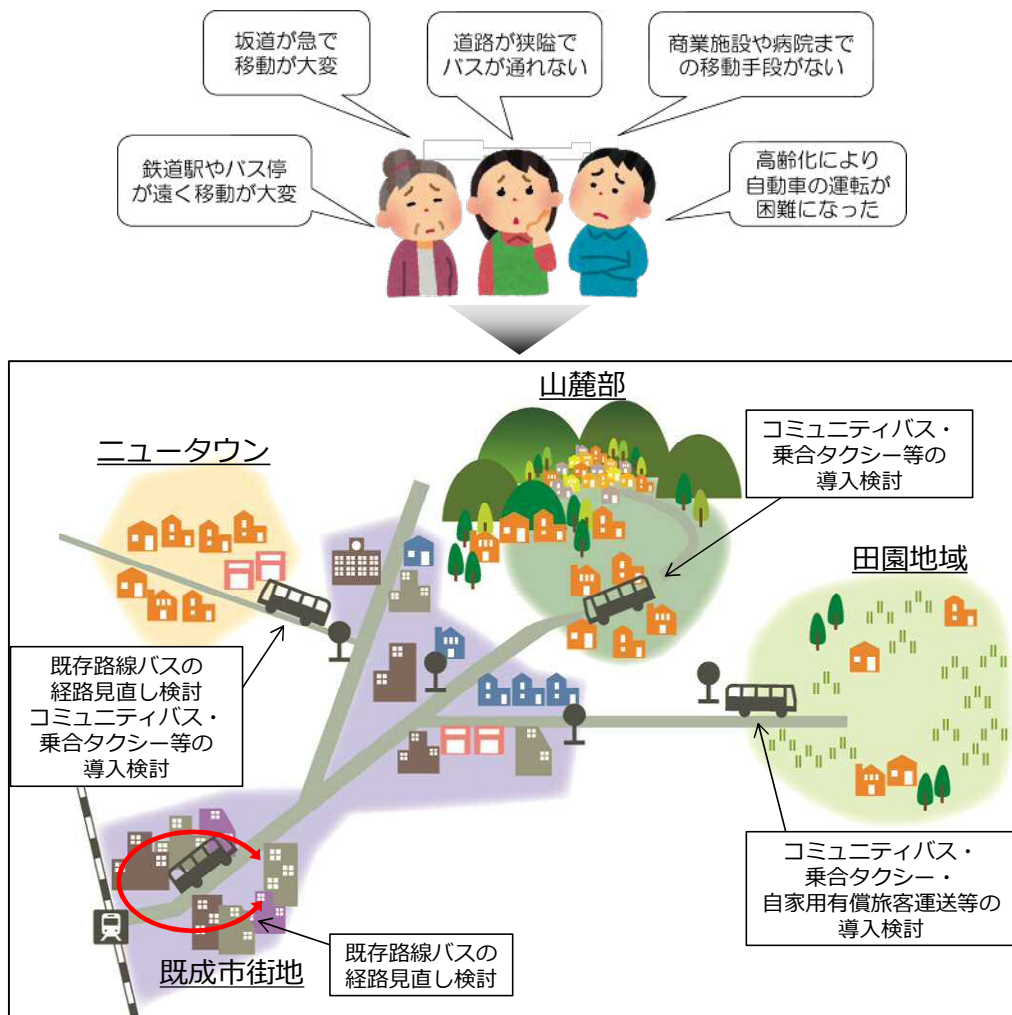 坂道が急で
移動が大変
道路が狭隘で
バスが通れない
商業施設や病院まで
の移動手段がない
鉄道駅やバス停
が遠く移動が大変
高齢化により
自動車の運転が
困難になった
山麓部
ニュータウン
コミュニティバス・
乗合タクシー等の
導入検討
田園地域
既存路線バスの
経路見直し検討
コミュニティバス・
乗合タクシー等の
導入検討
コミュニティバス・
乗合タクシー・
自家用有償旅客運送等の
導入検討
既存路線バスの
経路見直し検討
既成市街地